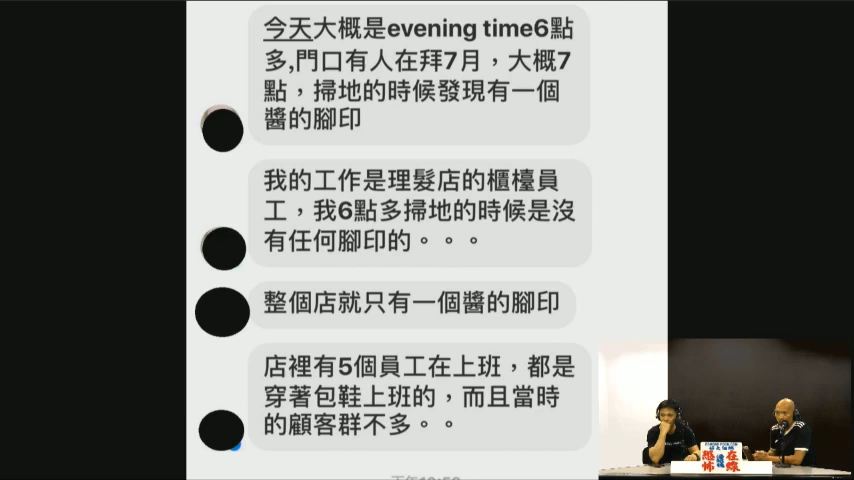 今天大概是evening time6點
多,門口有人在拜7月，大概7
點，掃地的時候發現有一個
醬的腳印
我的工作是理髮店的櫃檯員
工，我6點多掃地的時候是沒
有任何腳印的。。。
整個店就只有一個醬的腳印
店裡有5個員工在上班，都是
穿著包鞋上班的，而且當時
的顧客群不多。。
恐怖
在線